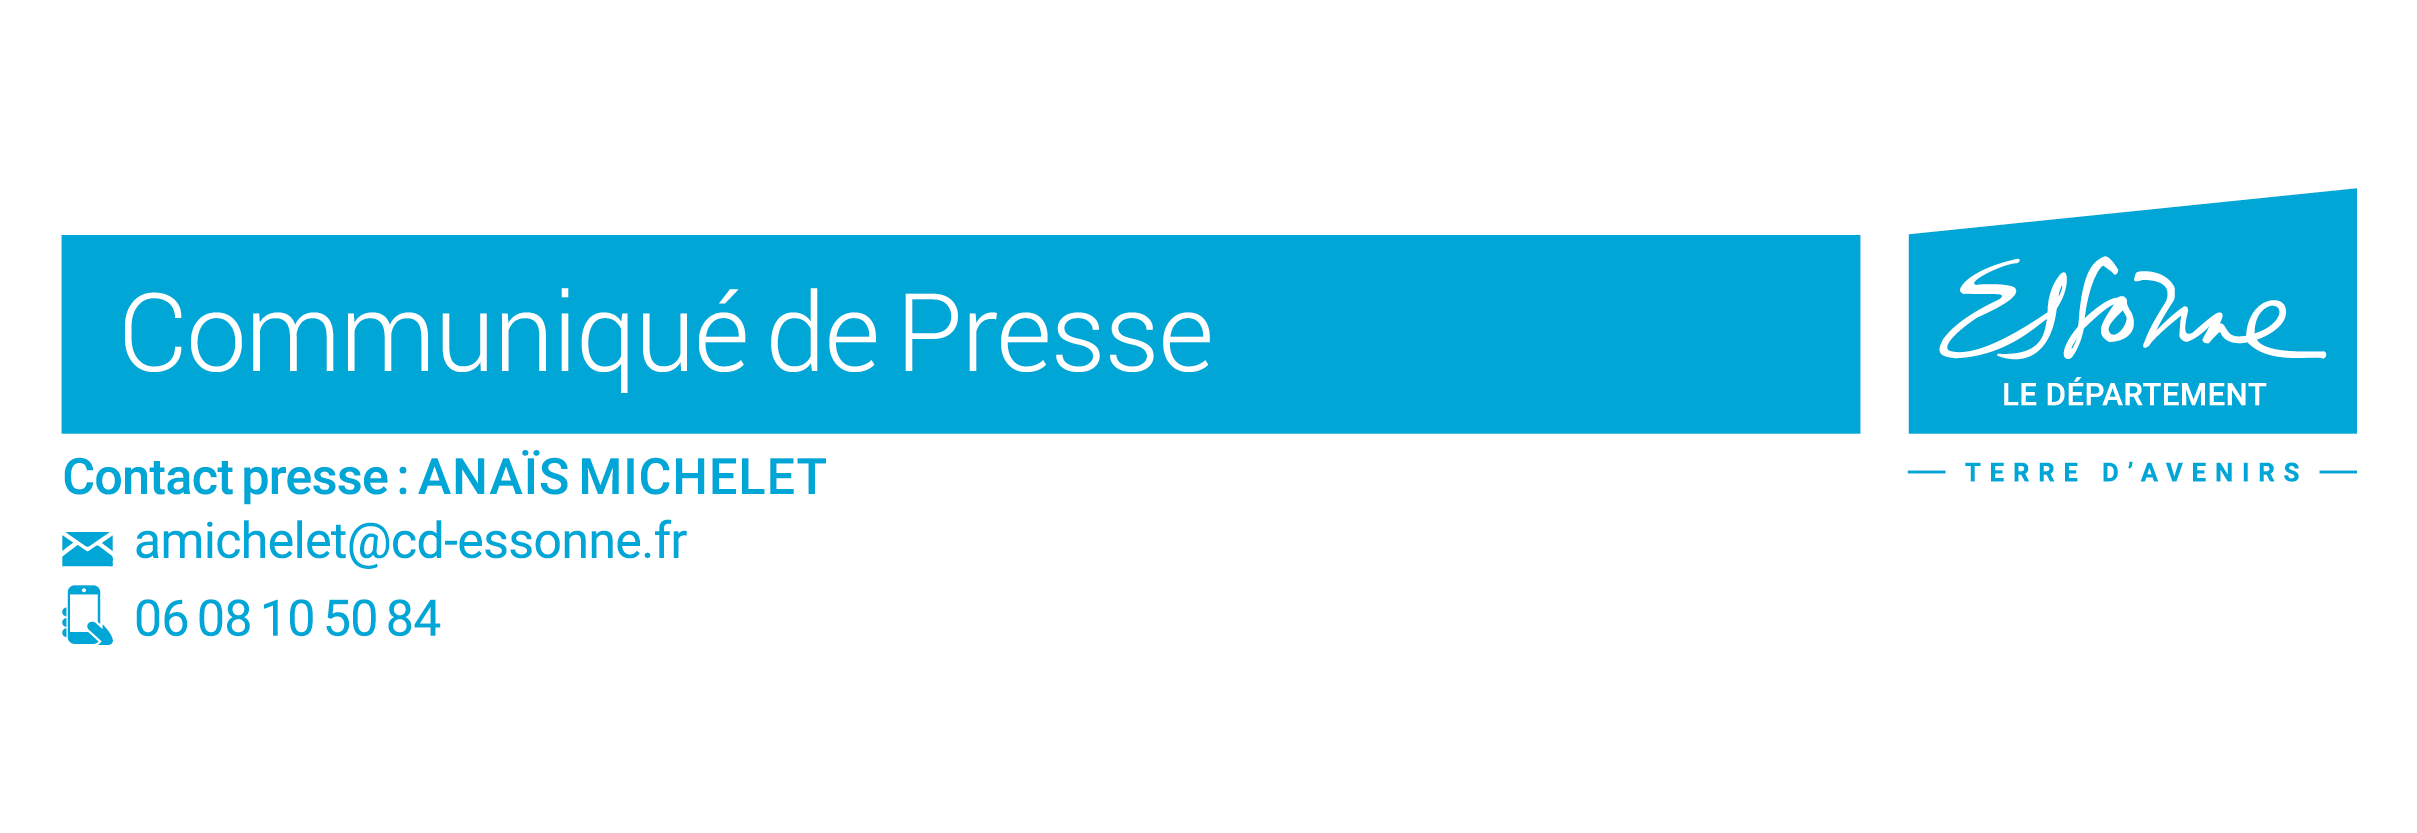 Communiqué de Presse
Essonne
LE DÉPARTEMENT
TERRE D’AVENIRS
Contact presse : ANAÏS MICHELET
amichelet@cd-essonne.fr
06 08 10 50 84